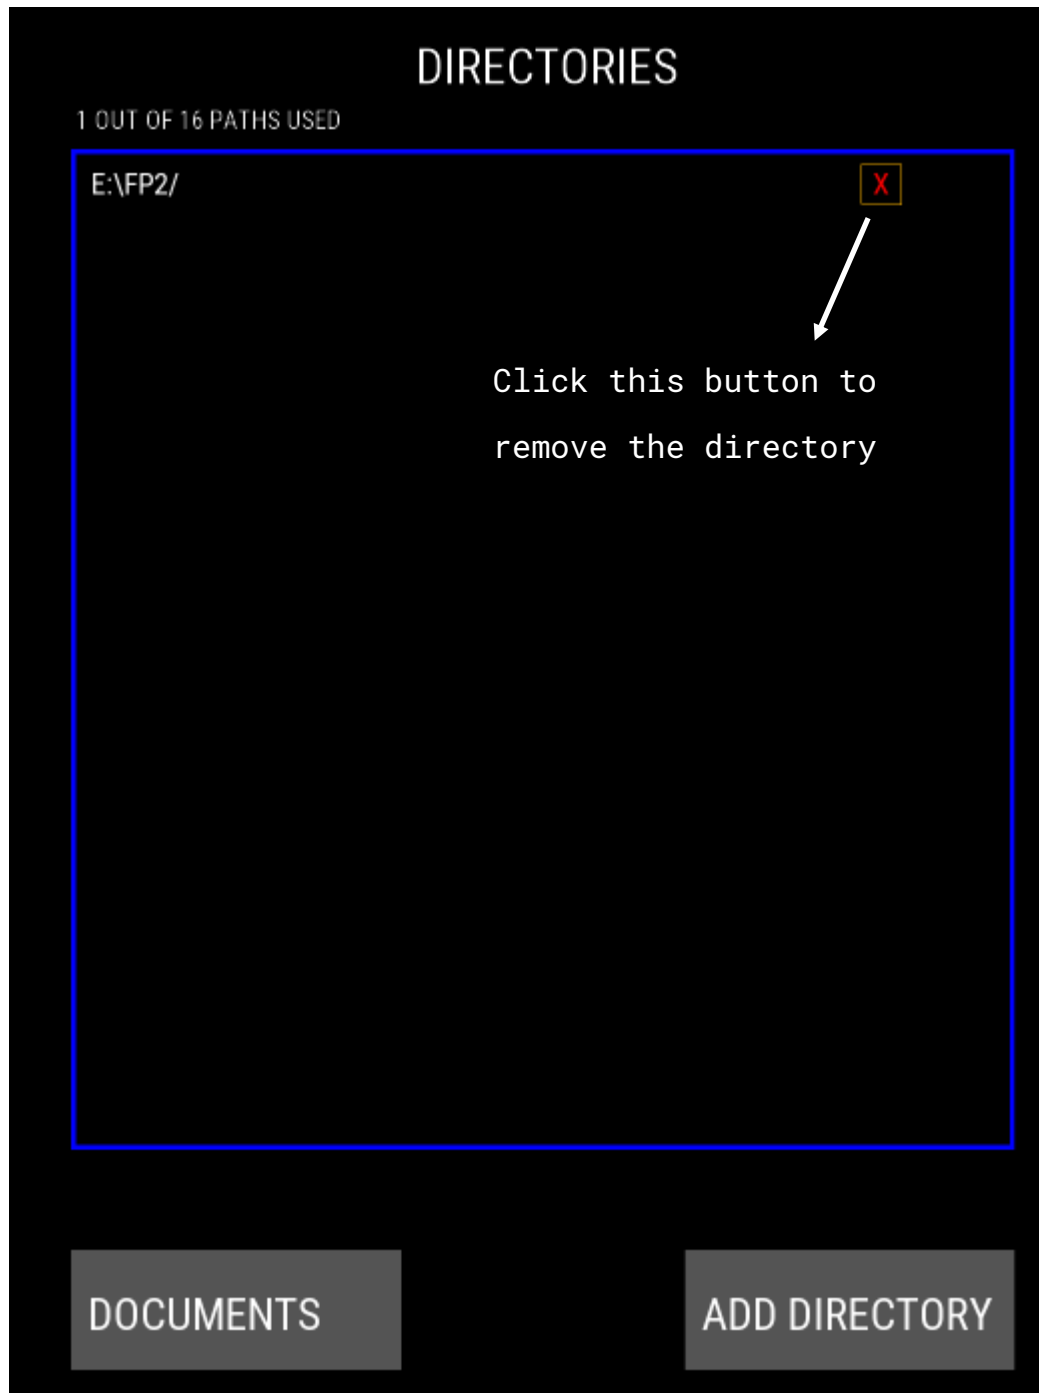 DIRECTORIES
1 OUT OF 16 PATHS USED
E:\FP2/ X
Click this button to
remove the directory
DOCUMENTS
ADD DIRECTORY